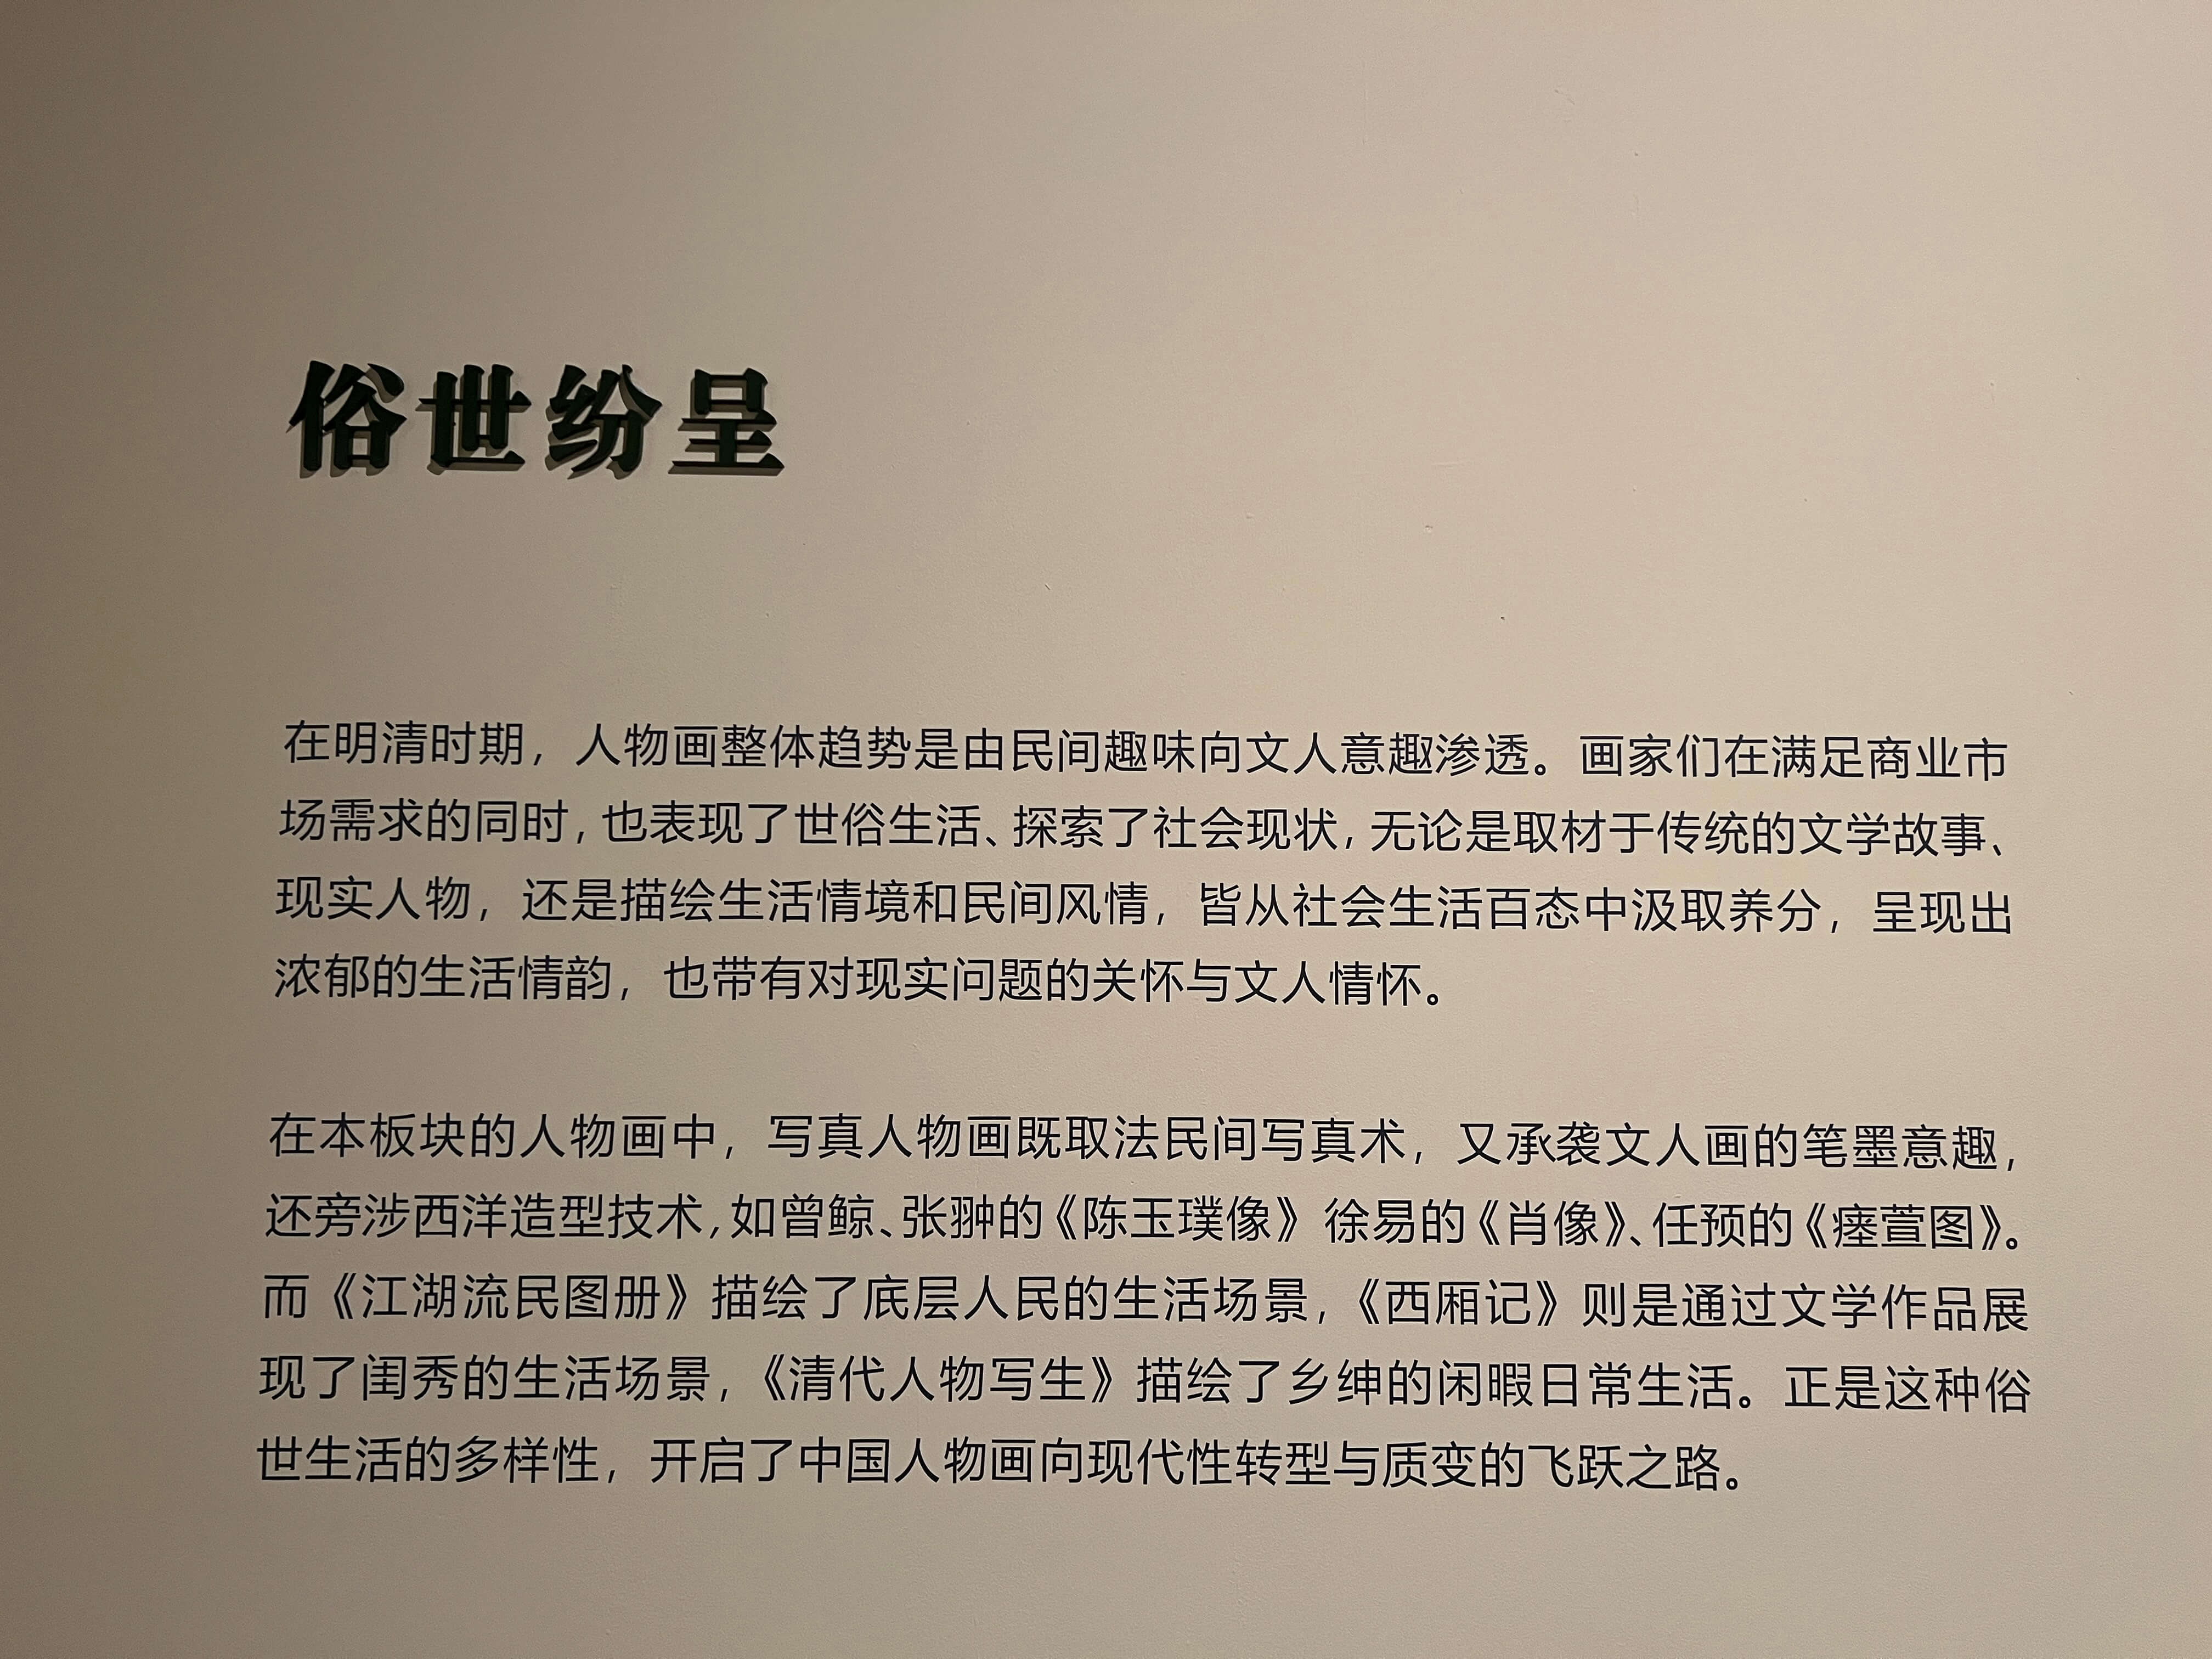 俗世纷呈
在明清时期，人物画整体趋势是由民间趣味向文人意趣渗透。画家们在满足商业市
场需求的同时，也表现了世俗生活、探索了社会现状，无论是取材于传统的文学故事、
现实人物，还是描绘生活情境和民间风情，皆从社会生活百态中汲取养分，呈现出
浓郁的生活情韵，也带有对现实问题的关怀与文人情怀。
在本板块的人物画中，写真人物画既取法民间写真术，又承袭文人画的笔墨意趣，
还旁涉西洋造型技术，如曾鲸、张翀的《陈玉璞像》徐易的《肖像》、任预的《瘗萱图》。
而《江湖流民图册》描绘了底层人民的生活场景，《西厢记》则是通过文学作品展
现了闺秀的生活场景，《清代人物写生》描绘了乡绅的闲暇日常生活。正是这种俗
世生活的多样性，开启了中国人物画向现代性转型与质变的飞跃之路。